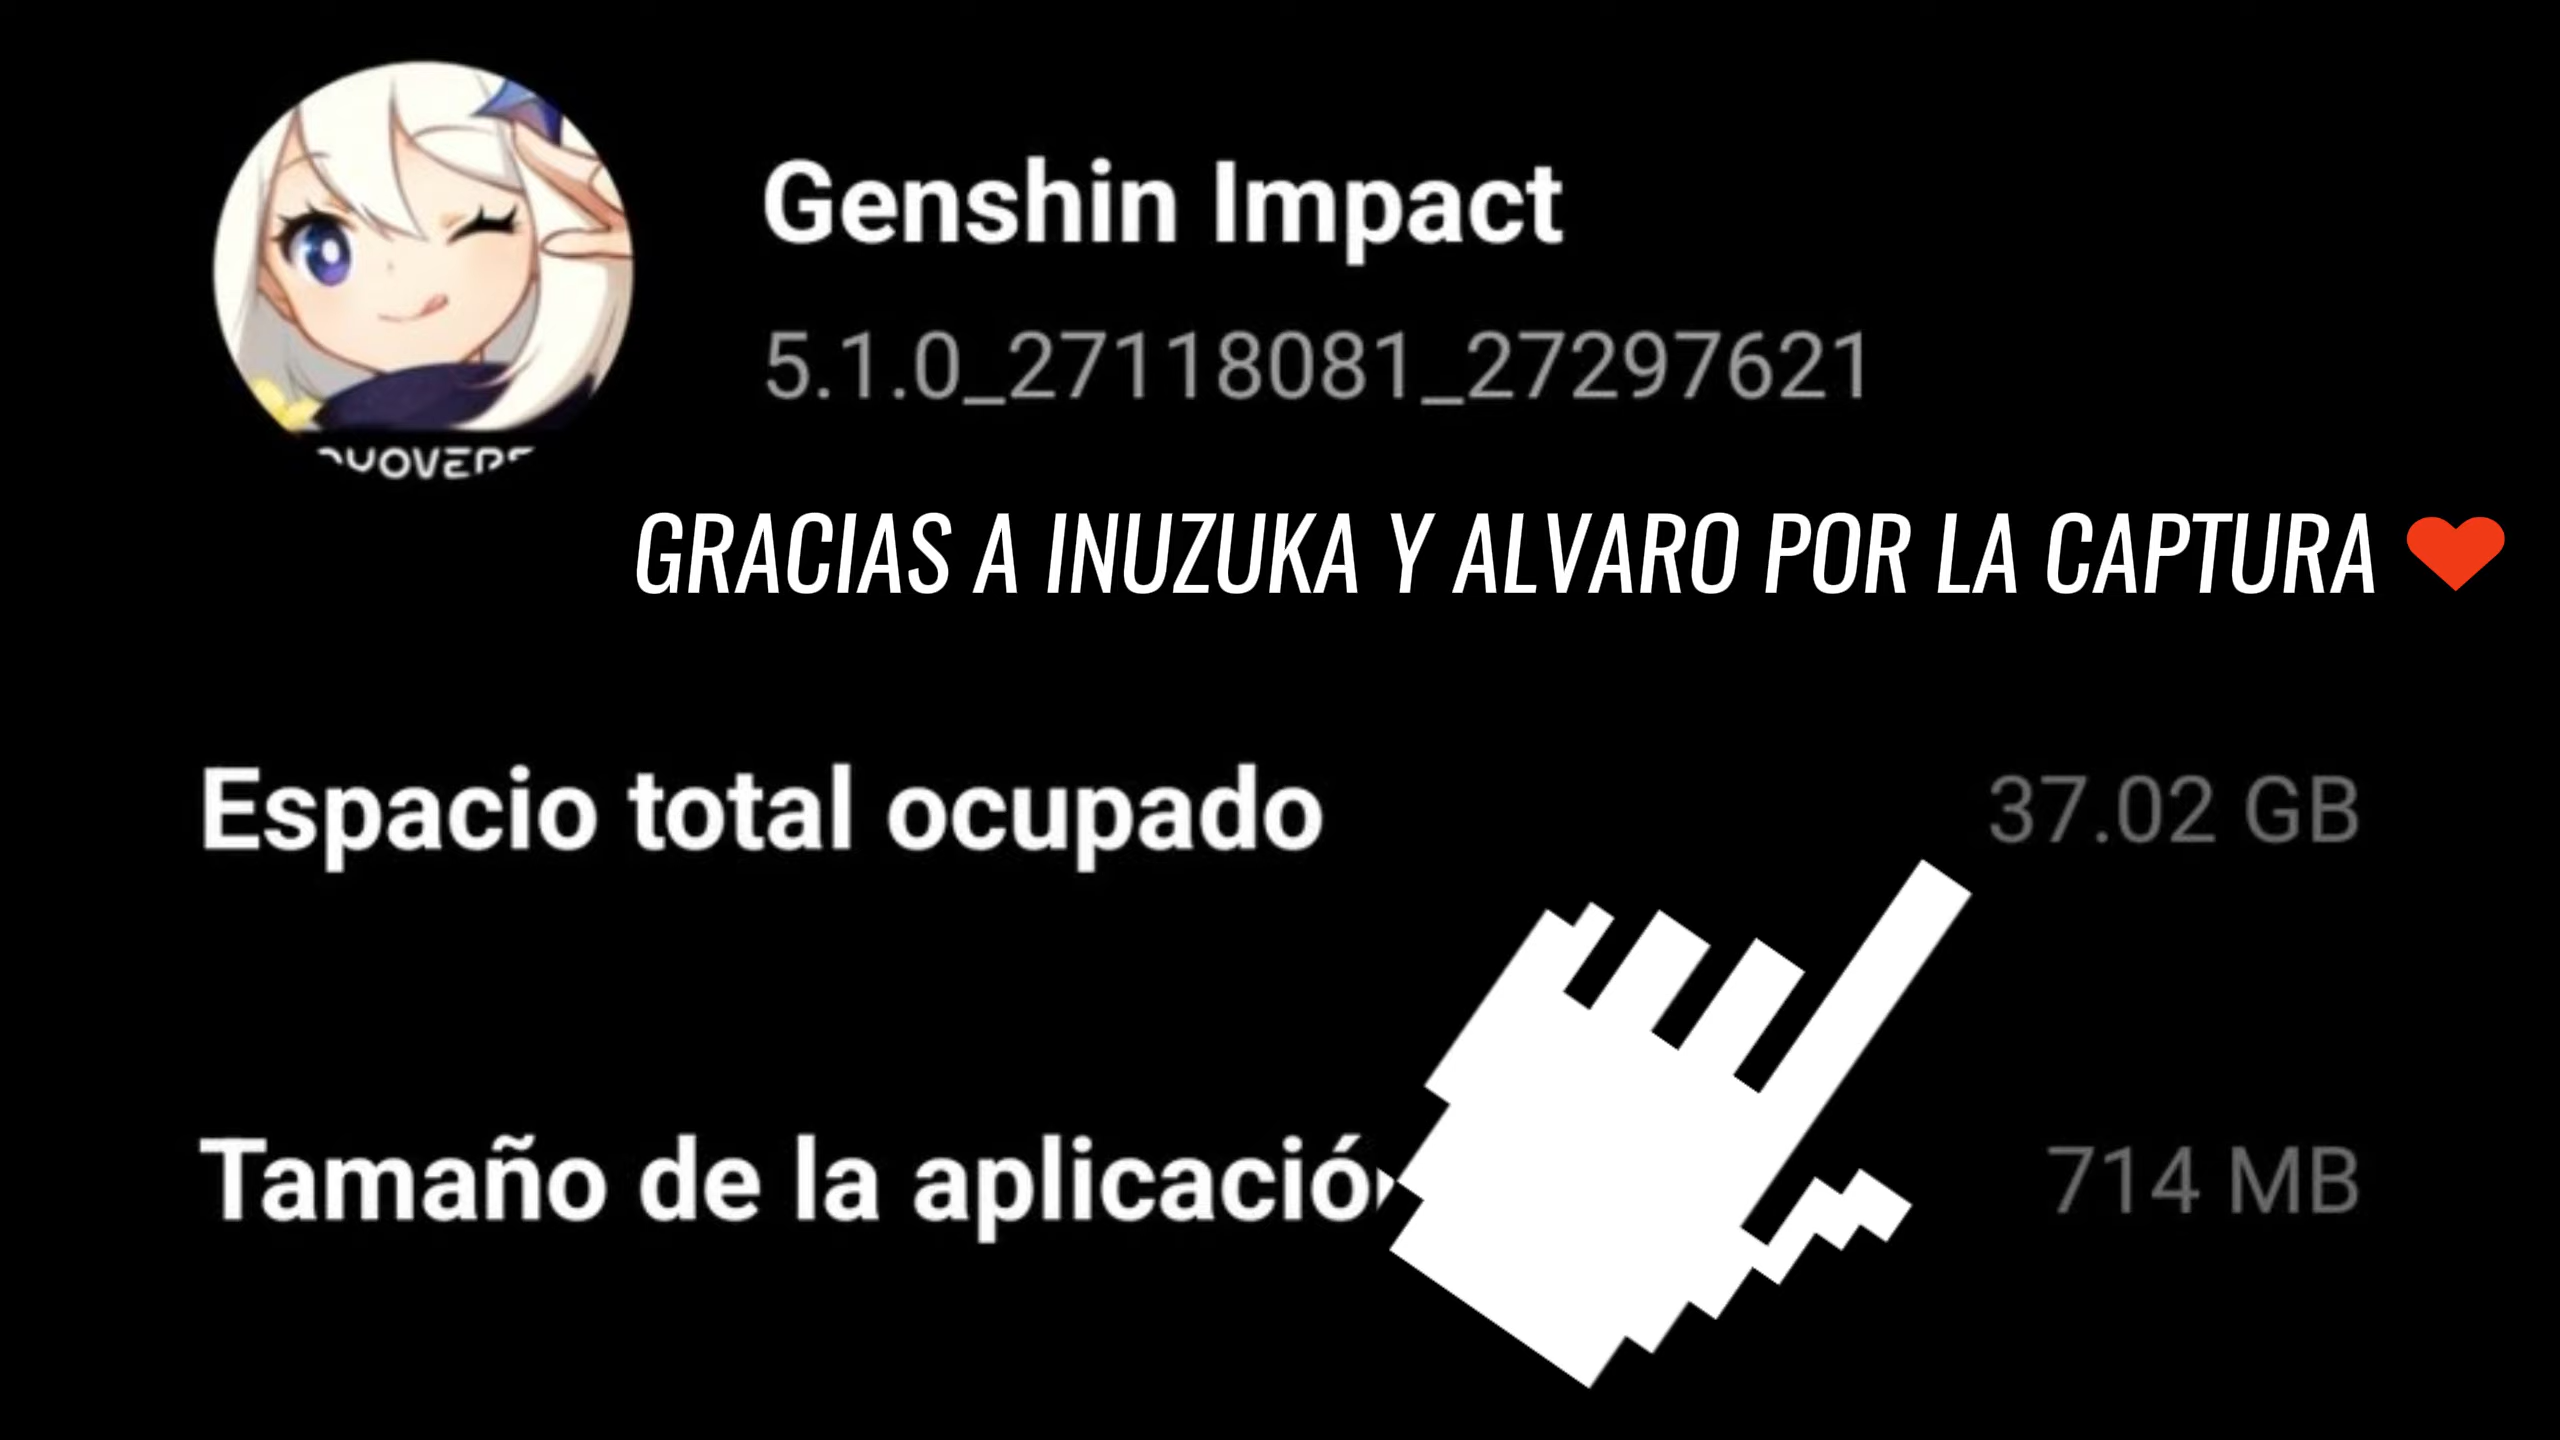 Genshin Impact
5.1.0_27118081_27297621
GRACIAS A INUZUKA Y ALVARO POR LA CAPTURA ❤
Espacio total ocupado
37.02 GB
Tamaño de la aplicació
714 MB